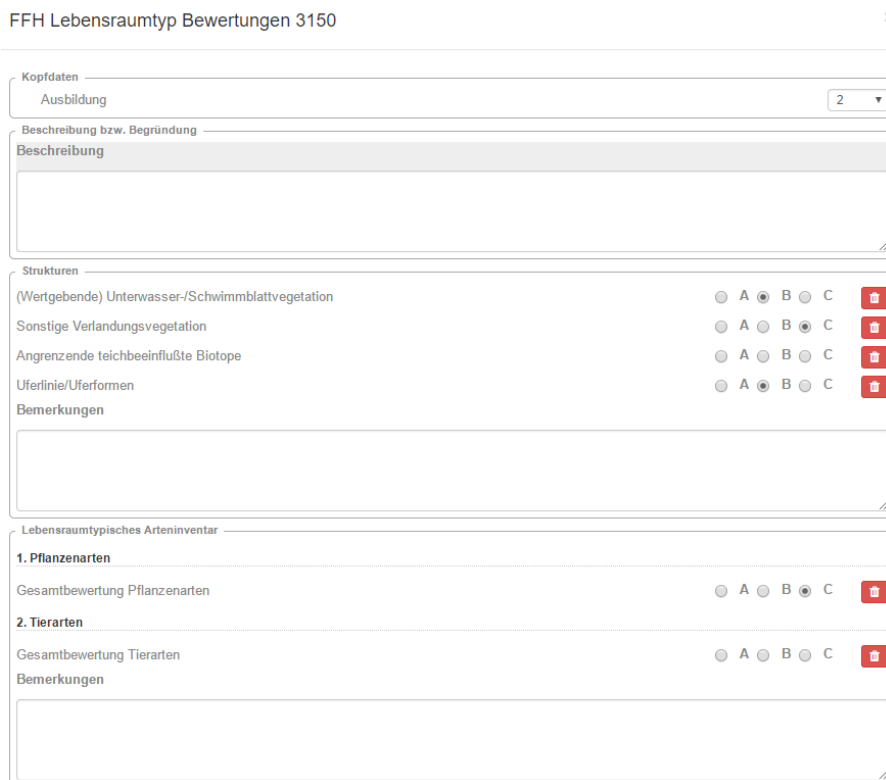 FFH Lebensraumtyp Bewertungen 3150
Kopfdaten
Ausbildung 2
Beschreibung bzw. Begründung
Beschreibung
Strukturen
(Wertgebende) Unterwasser-/Schwimmblattvegetation A B C
Sonstige Verlandungsvegetation A B C
Angrenzende teichbeeinflußte Biotope A B C
Uferlinie/Uferformen A B C
Bemerkungen
Lebensraumtypisches Arteninventar
1. Pflanzenarten
Gesamtbewertung Pflanzenarten A B C
2. Tierarten
Gesamtbewertung Tierarten A B C
Bemerkungen